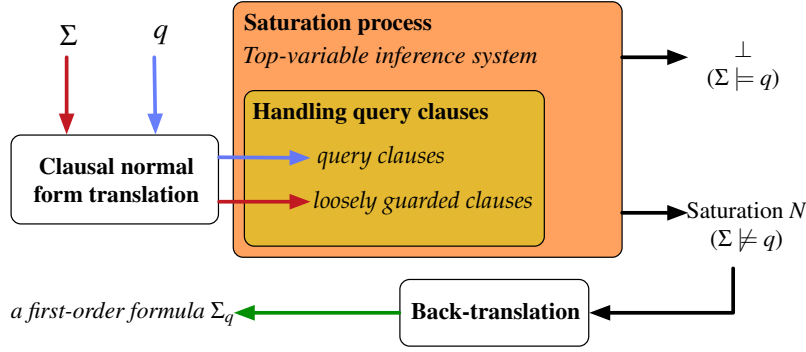 Σ
q
Saturation process
Top-variable inference system
⊥
(Σ ⊨ q)
Handling query clauses
Clausal normal
form translation
query clauses
loosely guarded clauses
Saturation N
(Σ ⊭ q)
a first-order formula Σ_q
Back-translation